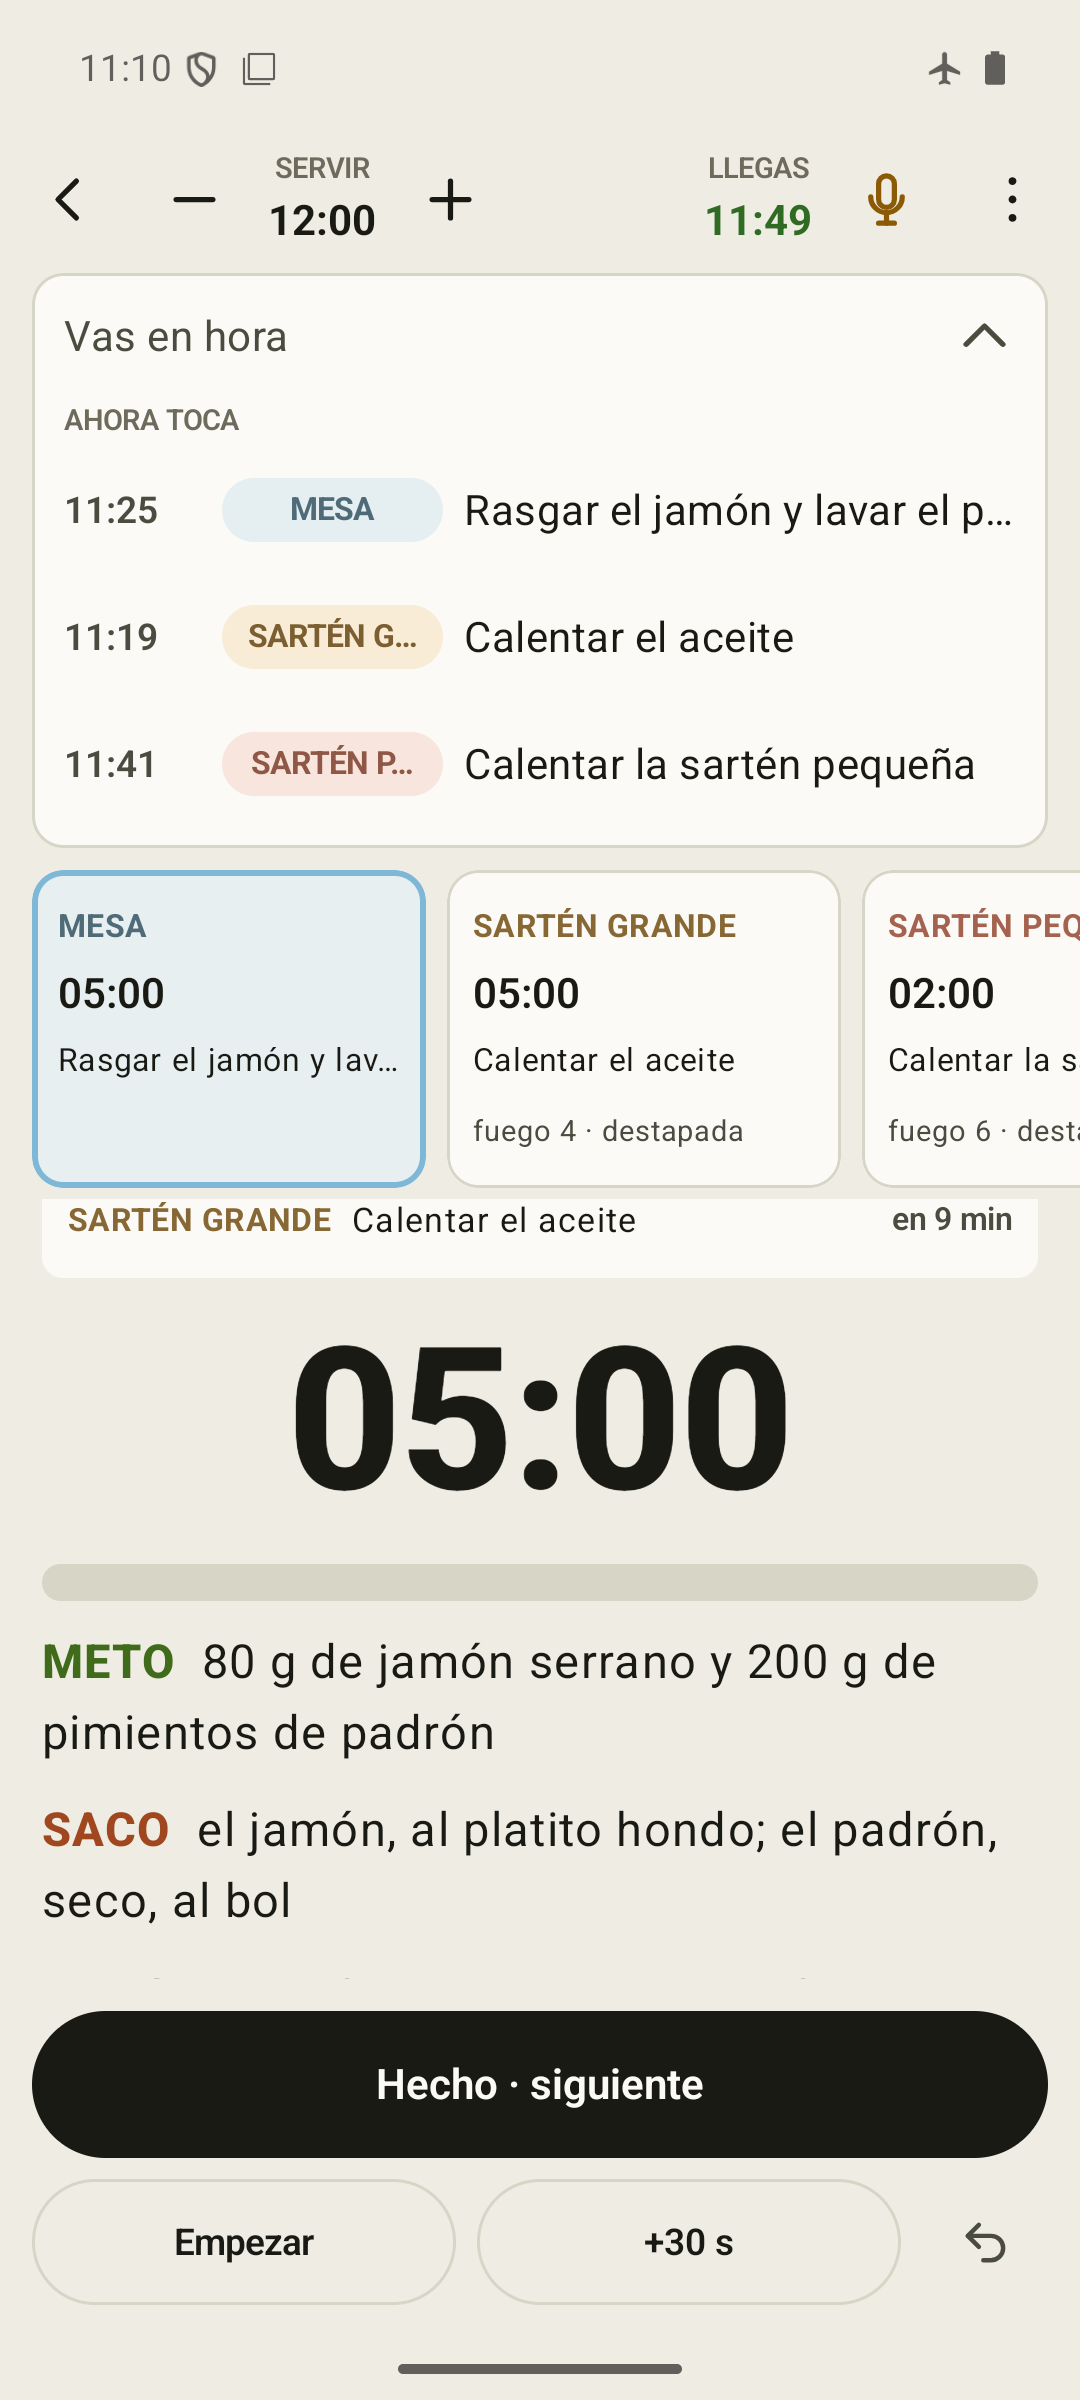 11:10
SERVIR
12:00
LLEGAS
11:49
Vas en hora
AHORA TOCA
11:25 MESA Rasgar el jamón y lavar el p...
11:19 SARTÉN G... Calentar el aceite
11:41 SARTÉN P... Calentar la sartén pequeña
MESA
05:00
Rasgar el jamón y lav...
SARTÉN GRANDE
05:00
Calentar el aceite
fuego 4 · destapada
SARTÉN PEQ
02:00
Calentar la s
fuego 6 · dest
SARTÉN GRANDE Calentar el aceite en 9 min
05:00
METO 80 g de jamón serrano y 200 g de
pimientos de padrón
SACO el jamón, al platito hondo; el padrón,
seco, al bol
Hecho · siguiente
Empezar
+30 s